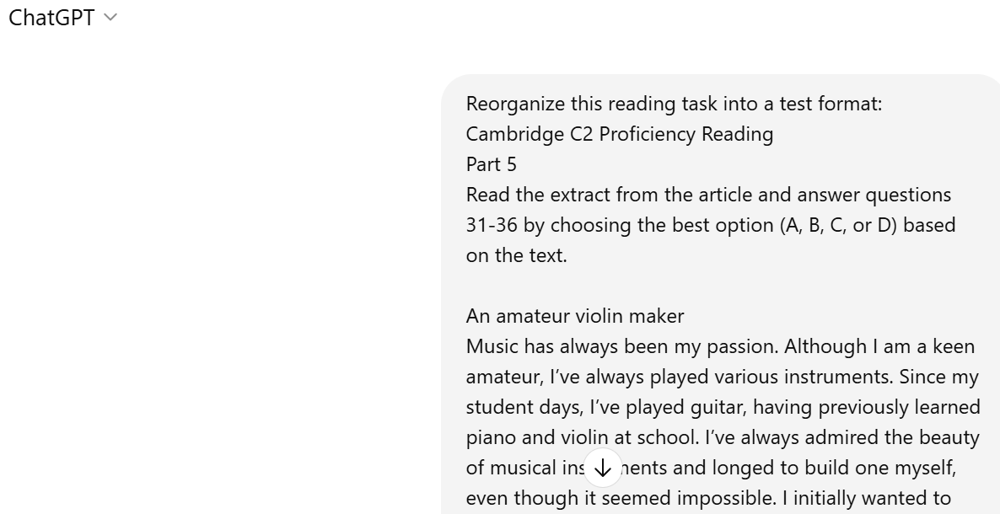 ChatGPT
Reorganize this reading task into a test format:
Cambridge C2 Proficiency Reading
Part 5
Read the extract from the article and answer questions
31-36 by choosing the best option (A, B, C, or D) based
on the text.
An amateur violin maker
Music has always been my passion. Although I am a keen
amateur, I’ve always played various instruments. Since my
student days, I’ve played guitar, having previously learned
piano and violin at school. I’ve always admired the beauty
of musical and longed to build one myself,
even though it seemed impossible. I initially wanted to